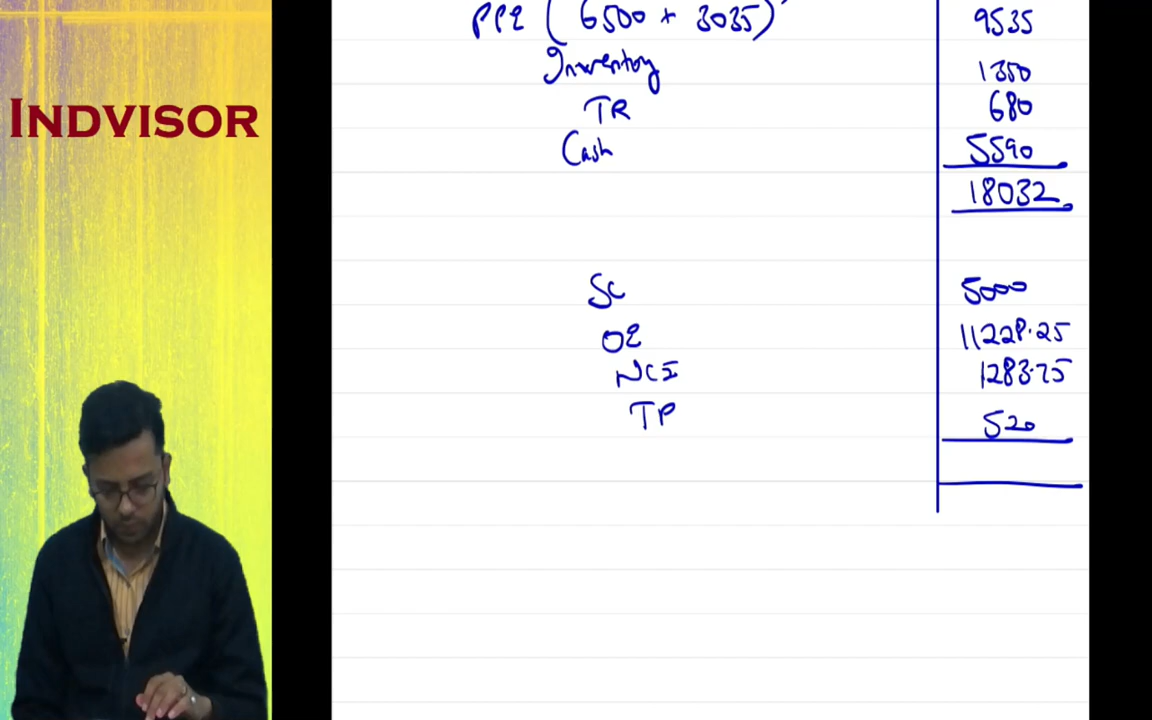 INDVISOR
PPE (6500 + 3035) 9535
Inventory 1350
TR 680
Cash 5590
18032
SC 5000
OE 11228.25
NCI 1283.75
TP 520